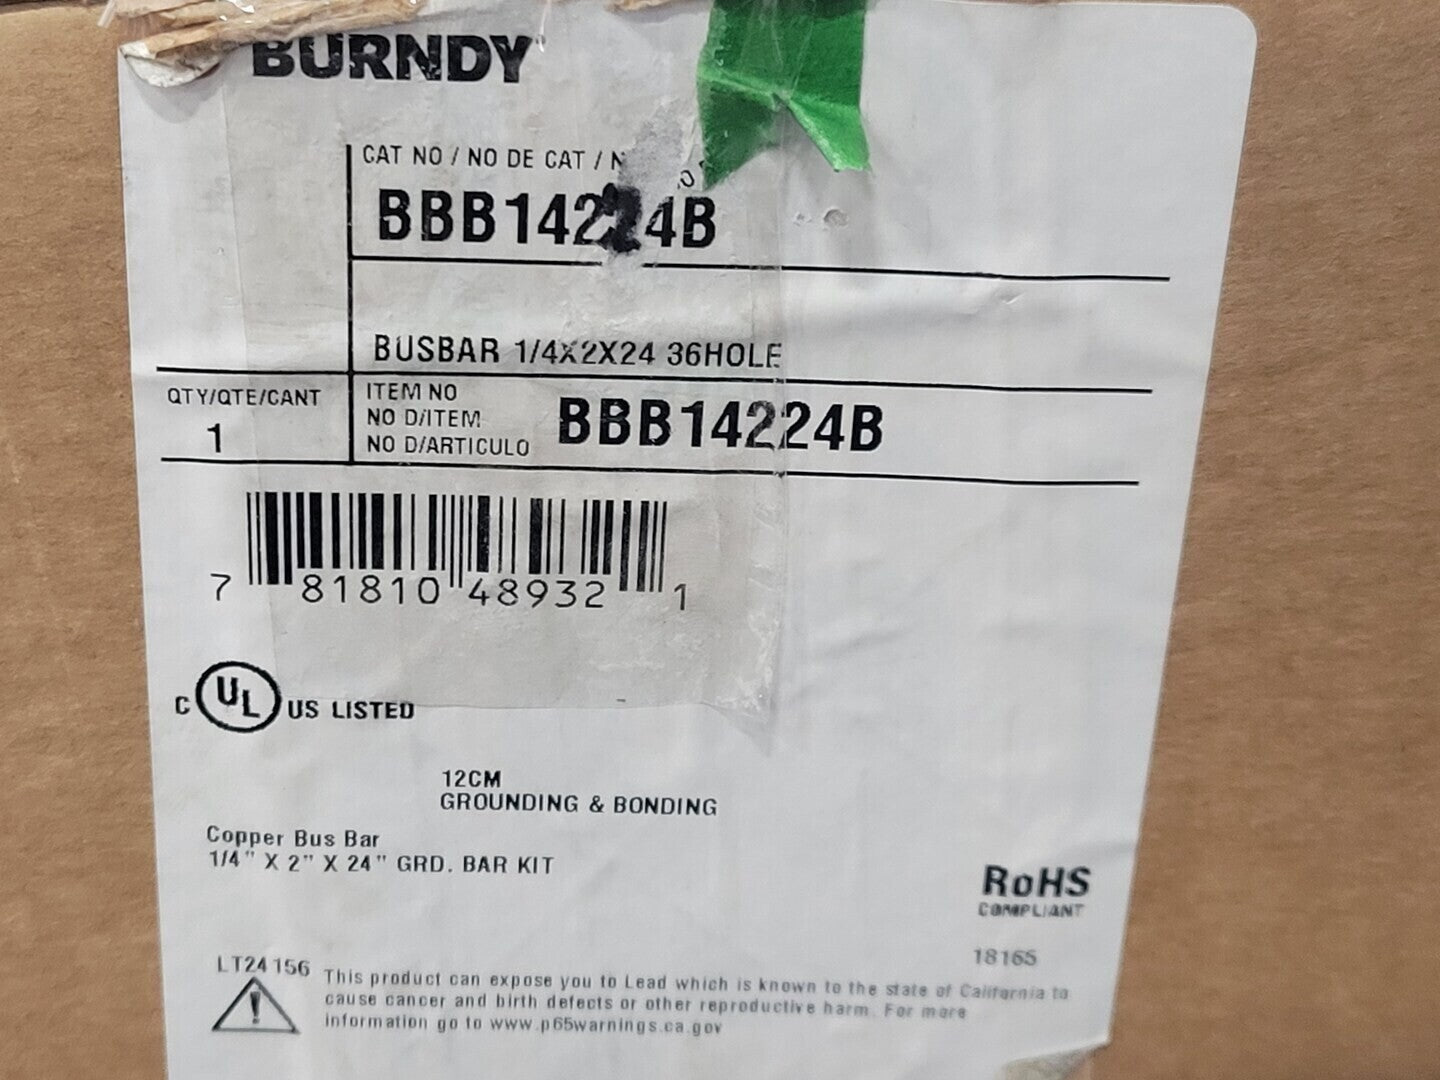 BURNDY
CAT NO / NO DE CAT / N
BBB14224B
BUSBAR 1/4X2X24 36HOLE
QTY/QTE/CANT
1
ITEM NO
NO D/ITEM
NO D/ARTICULO
BBB14224B
7 81810 48932 1
C UL US LISTED
12CM
GROUNDING & BONDING
Copper Bus Bar
1/4" X 2" X 24" GRD. BAR KIT
RoHS
COMPLIANT
18165
LT24156
This product can expose you to Lead which is known to the state of California to
cause cancer and birth defects or other reproductive harm. For more
information go to www.p65warnings.ca.gov